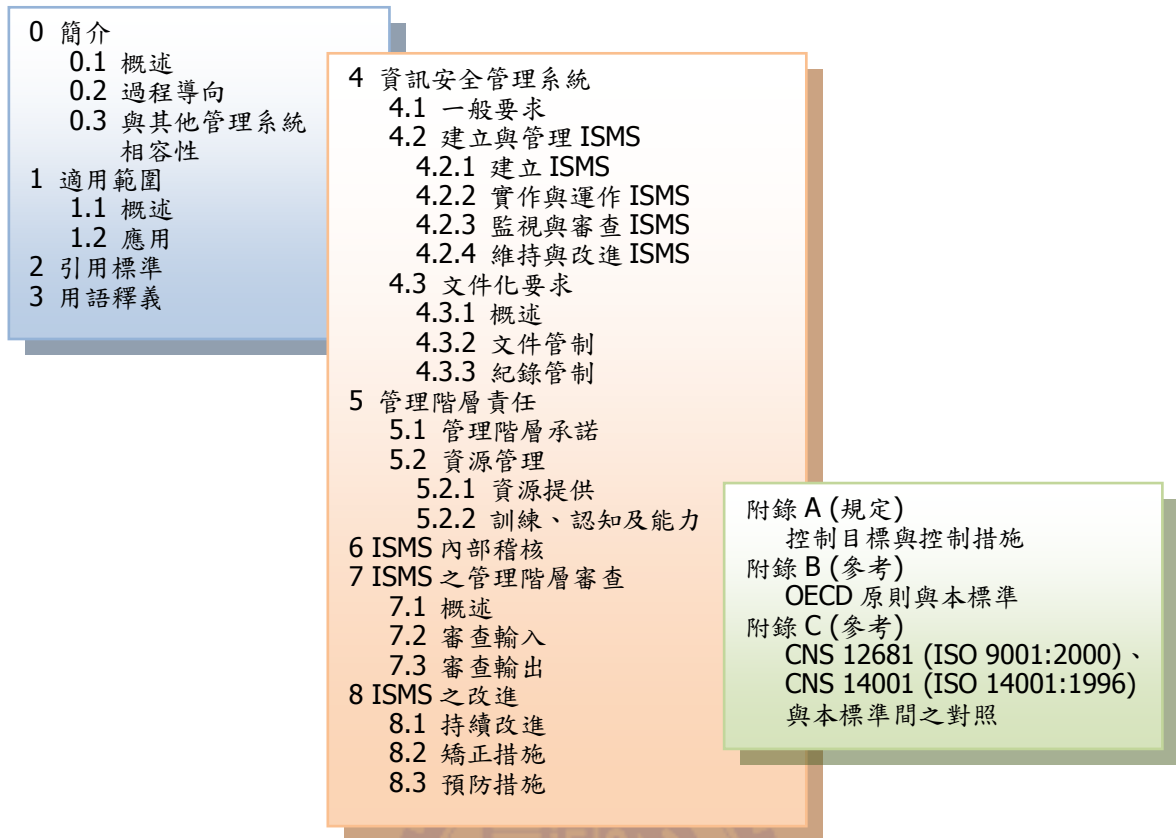 0 簡介
0.1 概述
0.2 過程導向
0.3 與其他管理系統
相容性
1 適用範圍
1.1 概述
1.2 應用
2 引用標準
3 用語釋義
4 資訊安全管理系統
4.1 一般要求
4.2 建立與管理 ISMS
4.2.1 建立 ISMS
4.2.2 實作與運作 ISMS
4.2.3 監視與審查 ISMS
4.2.4 維持與改進 ISMS
4.3 文件化要求
4.3.1 概述
4.3.2 文件管制
4.3.3 紀錄管制
5 管理階層責任
5.1 管理階層承諾
5.2 資源管理
5.2.1 資源提供
5.2.2 訓練、認知及能力
6 ISMS 內部稽核
7 ISMS 之管理階層審查
7.1 概述
7.2 審查輸入
7.3 審查輸出
8 ISMS 之改進
8.1 持續改進
8.2 矯正措施
8.3 預防措施
附錄 A (規定)
控制目標與控制措施
附錄 B (參考)
OECD 原則與本標準
附錄 C (參考)
CNS 12681 (ISO 9001:2000)、
CNS 14001 (ISO 14001:1996)
與本標準間之對照